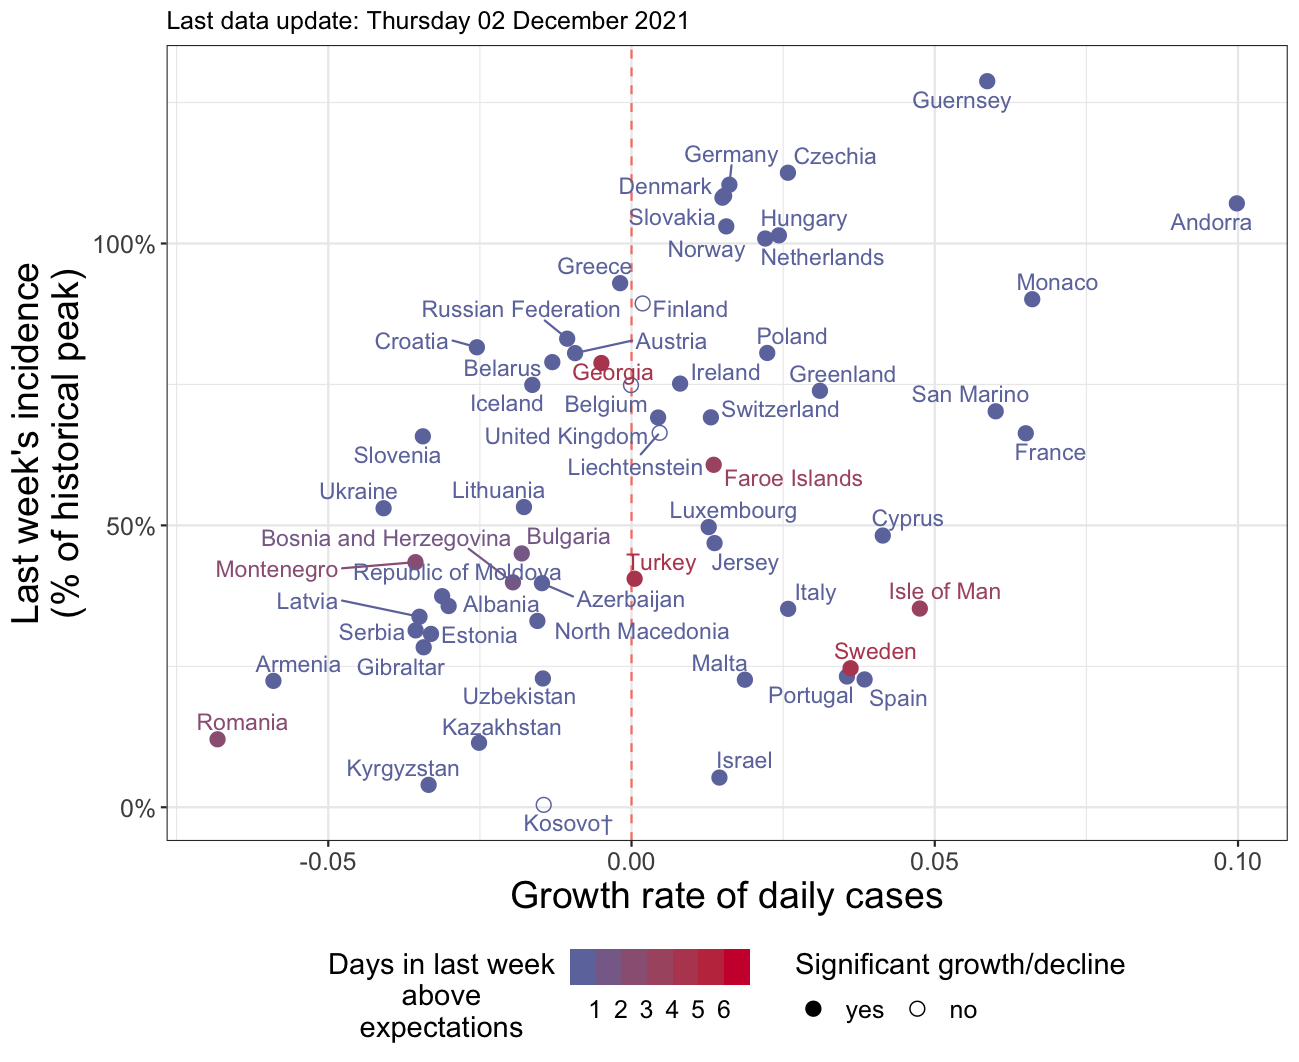 Last data update: Thursday 02 December 2021
Guernsey
Germany
Czechia
Denmark
Andorra
Slovakia
Hungary
Norway
Netherlands
100%
Greece
Monaco
Russian Federation
Finland
Croatia
Austria
Poland
Belarus
Georgia
Ireland
Greenland
Iceland
Belgium
Switzerland
San Marino
United Kingdom
France
Slovenia
Liechtenstein
Faroe Islands
Ukraine
Lithuania
Luxembourg
Cyprus
50%
Bosnia and Herzegovina
Bulgaria
Montenegro
Republic of Moldova
Turkey
Jersey
Latvia
Albania
Azerbaijan
Italy
Isle of Man
Serbia
Estonia
North Macedonia
Armenia
Gibraltar
Malta
Sweden
Uzbekistan
Portugal
Spain
Romania
Kazakhstan
Kyrgyzstan
Israel
0%
Kosovo†
Last week's incidence
(% of historical peak)
-0.05
0.00
0.05
0.10
Growth rate of daily cases
Days in last week
above
expectations
1 2 3 4 5 6
Significant growth/decline
yes
no